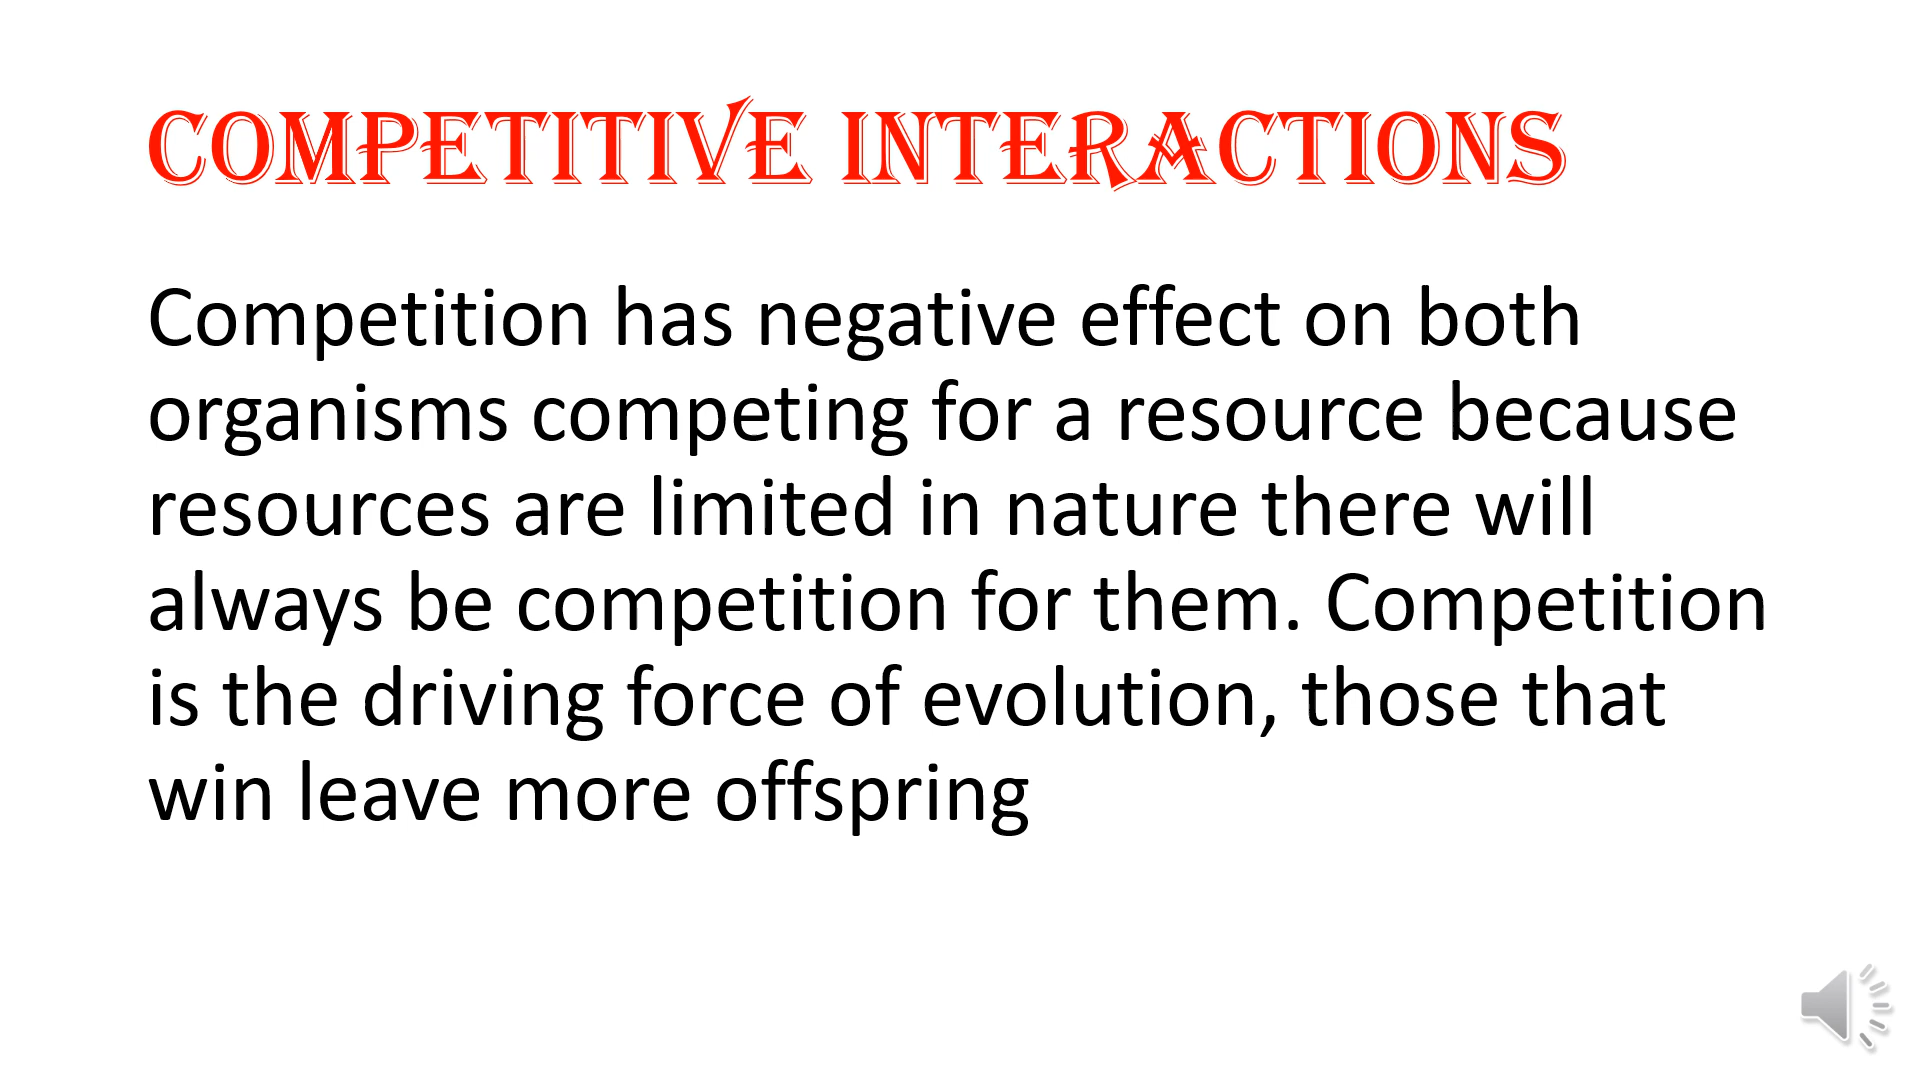 COMPETITIVE INTERACTIONS
Competition has negative effect on both
organisms competing for a resource because
resources are limited in nature there will
always be competition for them. Competition
is the driving force of evolution, those that
win leave more offspring